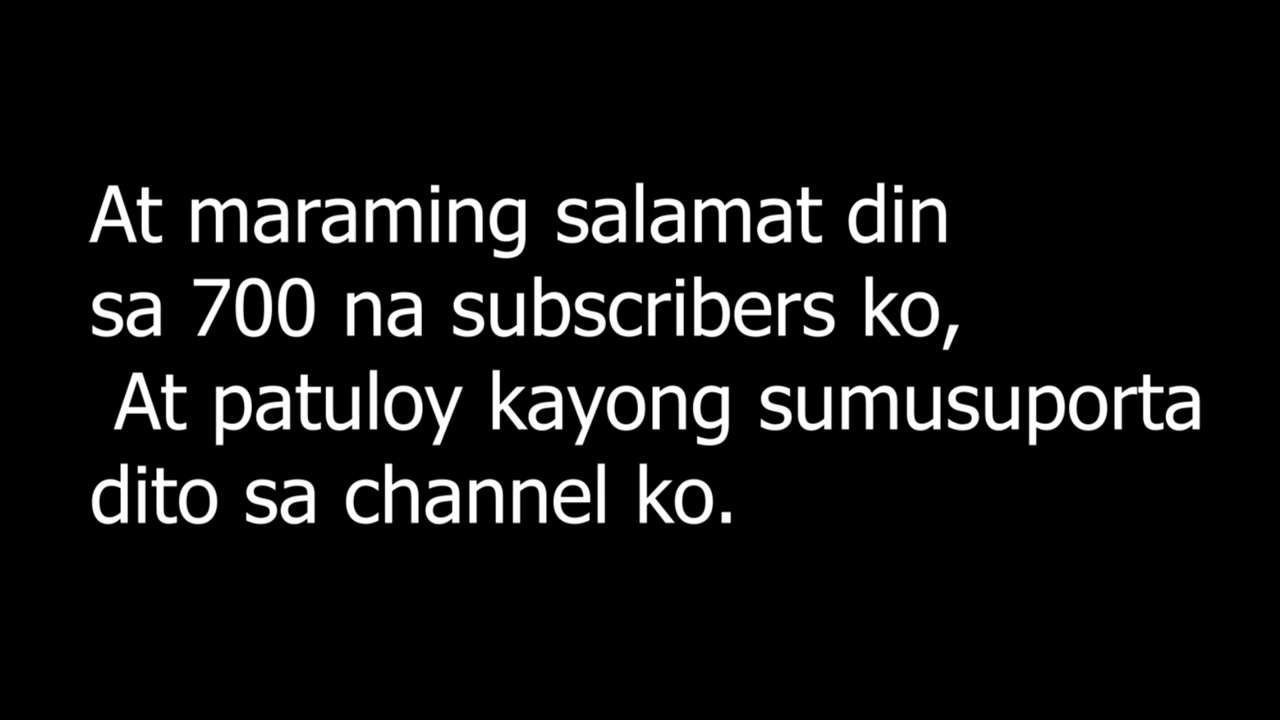 At maraming salamat din
sa 700 na subscribers ko,
At patuloy kayong sumusuporta
dito sa channel ko.